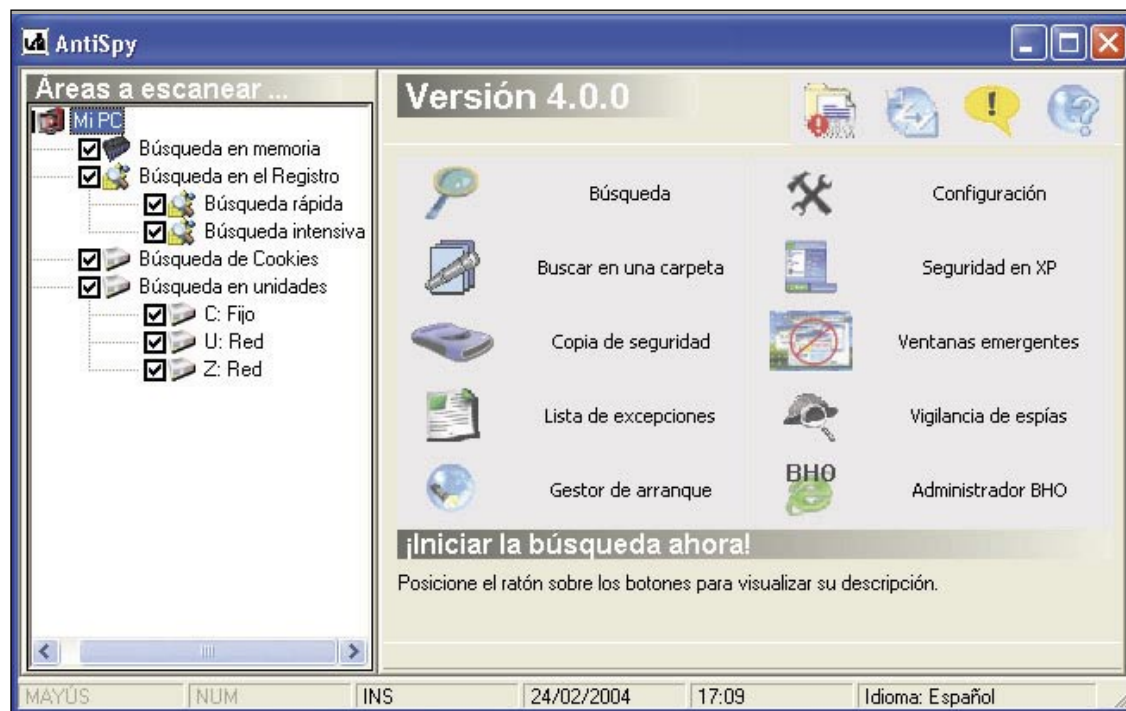 AntiSpy
Áreas a escanear ...
Mi PC
Búsqueda en memoria
Búsqueda en el Registro
Búsqueda rápida
Búsqueda intensiva
Búsqueda de Cookies
Búsqueda en unidades
C: Fijo
U: Red
Z: Red
Versión 4.0.0
Búsqueda
Configuración
Buscar en una carpeta
Seguridad en XP
Copia de seguridad
Ventanas emergentes
Lista de excepciones
Vigilancia de espías
Gestor de arranque
BHO
Administrador BHO
¡Iniciar la búsqueda ahora!
Posicione el ratón sobre los botones para visualizar su descripción.
MAYÚS NUM INS 24/02/2004 17:09 Idioma: Español